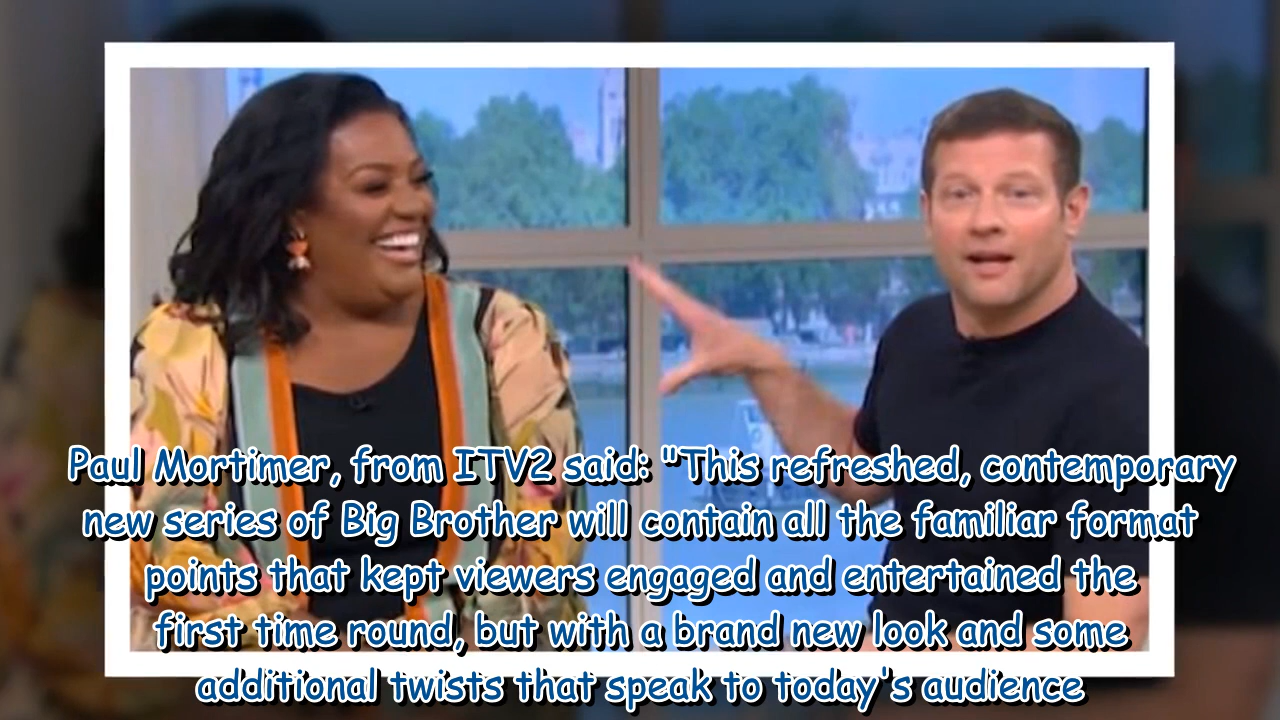 Paul Mortimer, from ITV2 said: "This refreshed, contemporary
new series of Big Brother will contain all the familiar format
points that kept viewers engaged and entertained the
first time round, but with a brand new look and some
additional twists that speak to today's audience